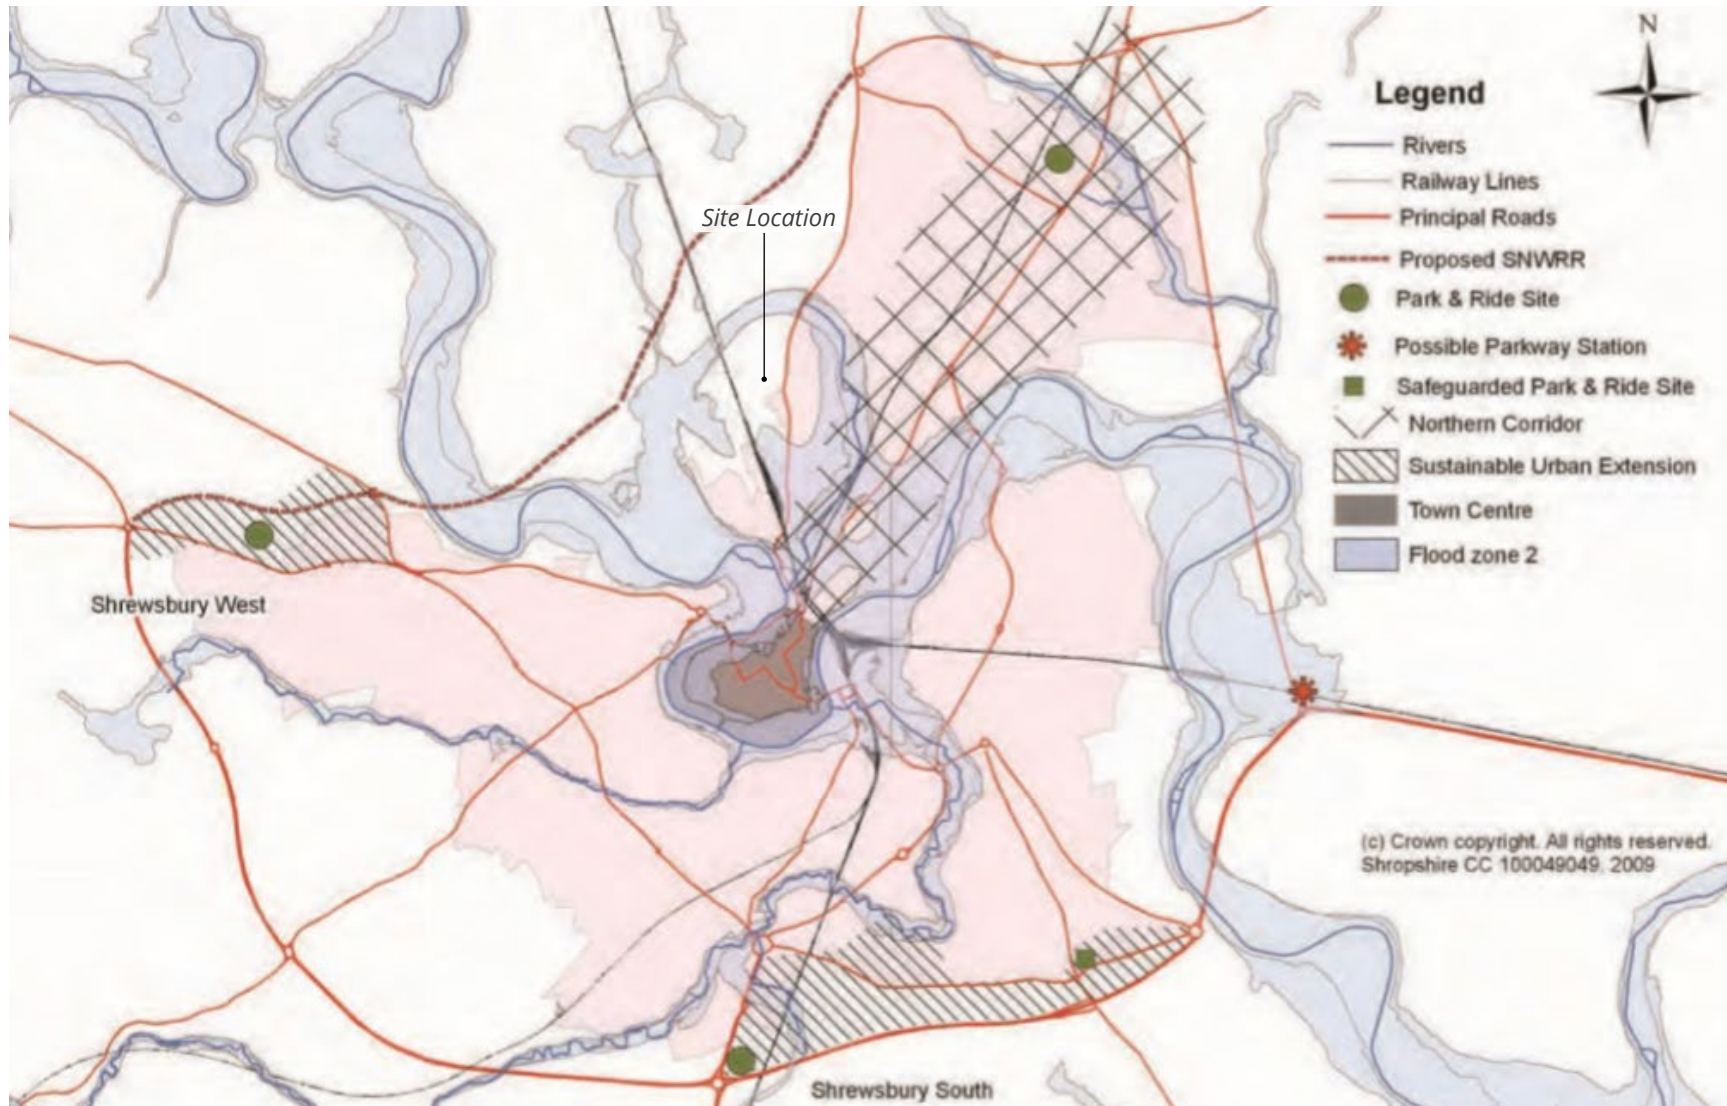 N
Legend
Rivers
Railway Lines
Principal Roads
Proposed SNWRR
Park & Ride Site
Possible Parkway Station
Safeguarded Park & Ride Site
Northern Corridor
Sustainable Urban Extension
Town Centre
Flood zone 2
Site Location
Shrewsbury West
(c) Crown copyright. All rights reserved.
Shropshire CC 100049049. 2009
Shrewsbury South